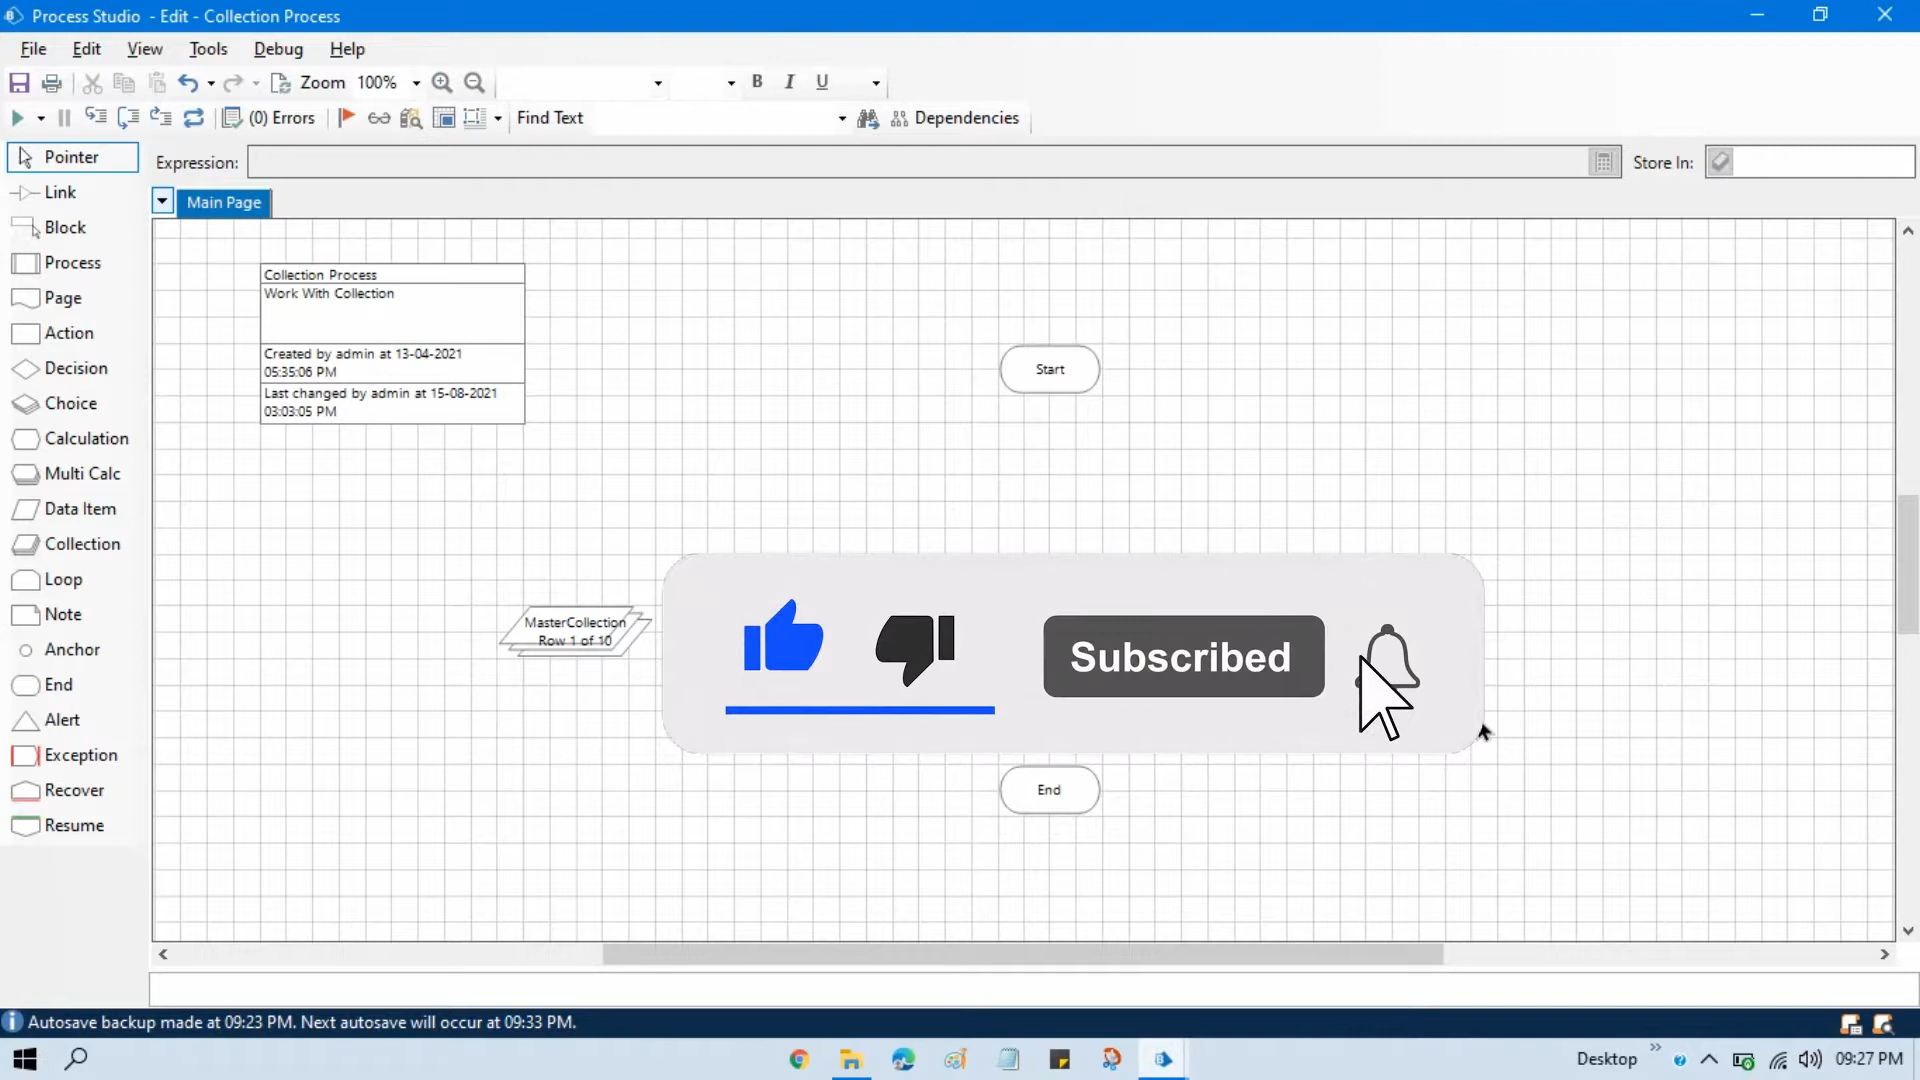 Process Studio - Edit - Collection Process
File Edit View Tools Debug Help
Zoom 100% B I U
(0) Errors Find Text Dependencies
Pointer
Expression: Store In:
Link
Main Page
Block
Process
Page
Action
Decision
Choice
Calculation
Multi Calc
Data Item
Collection
Loop
Note
Anchor
End
Alert
Exception
Recover
Resume
Collection Process
Work With Collection
Created by admin at 13-04-2021
05:35:06 PM
Last changed by admin at 15-08-2021
03:03:05 PM
Start
MasterCollection
Row 1 of 10
Subscribed
End
Autosave backup made at 09:23 PM. Next autosave will occur at 09:33 PM.
Desktop 09:27 PM